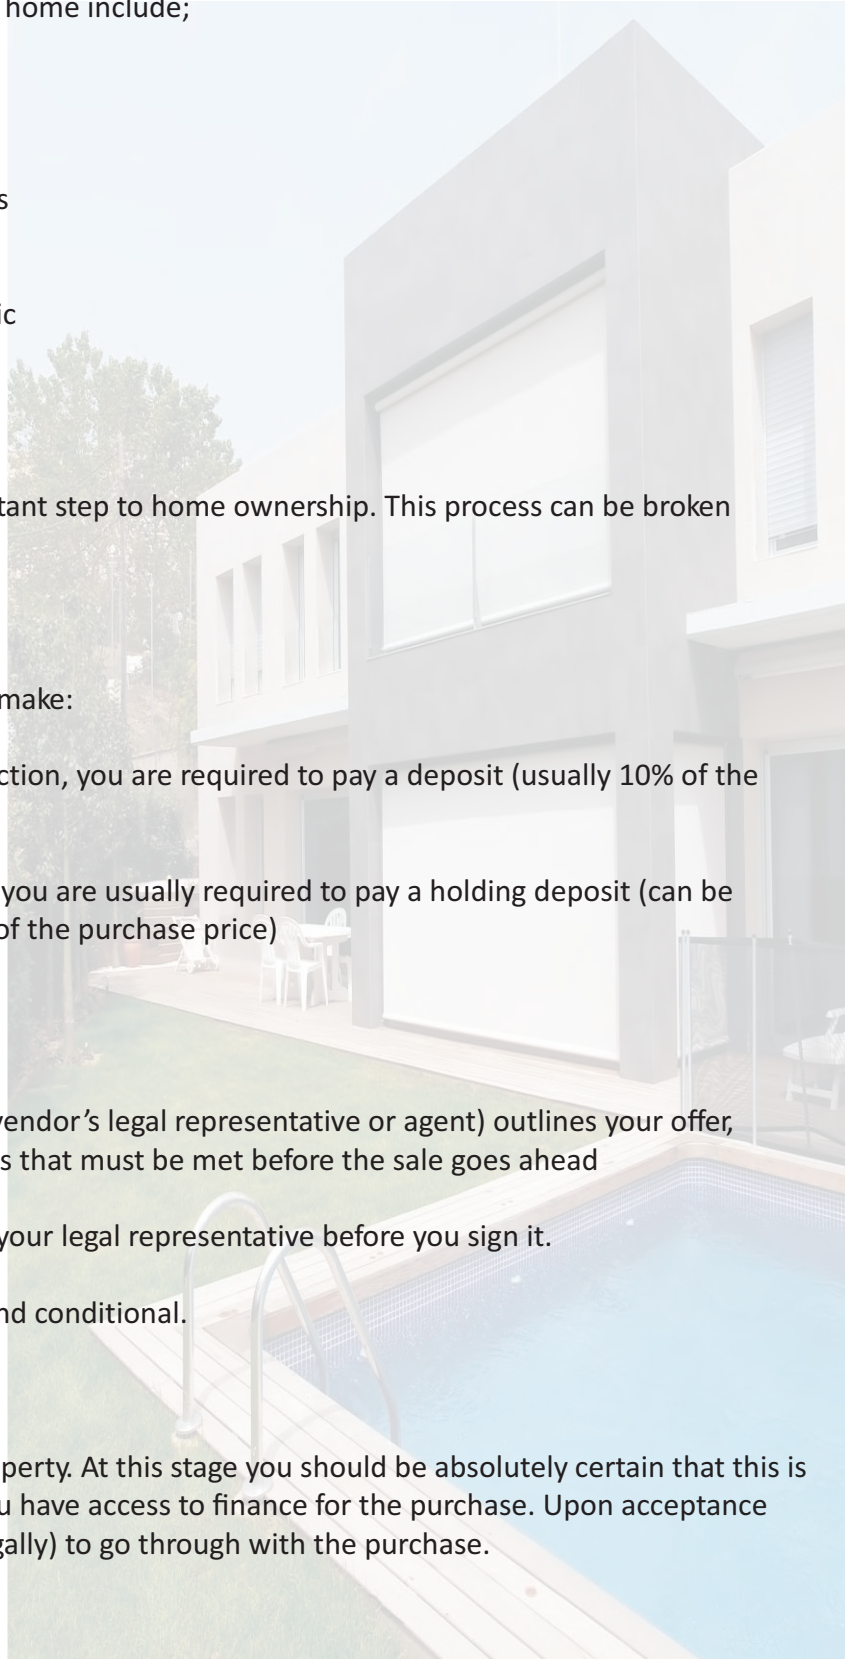 home include;
s
ic
tant step to home ownership. This process can be broken
make:
ction, you are required to pay a deposit (usually 10% of the
you are usually required to pay a holding deposit (can be
of the purchase price)
vendor’s legal representative or agent) outlines your offer,
s that must be met before the sale goes ahead
your legal representative before you sign it.
nd conditional.
perty. At this stage you should be absolutely certain that this is
u have access to finance for the purchase. Upon acceptance
gally) to go through with the purchase.